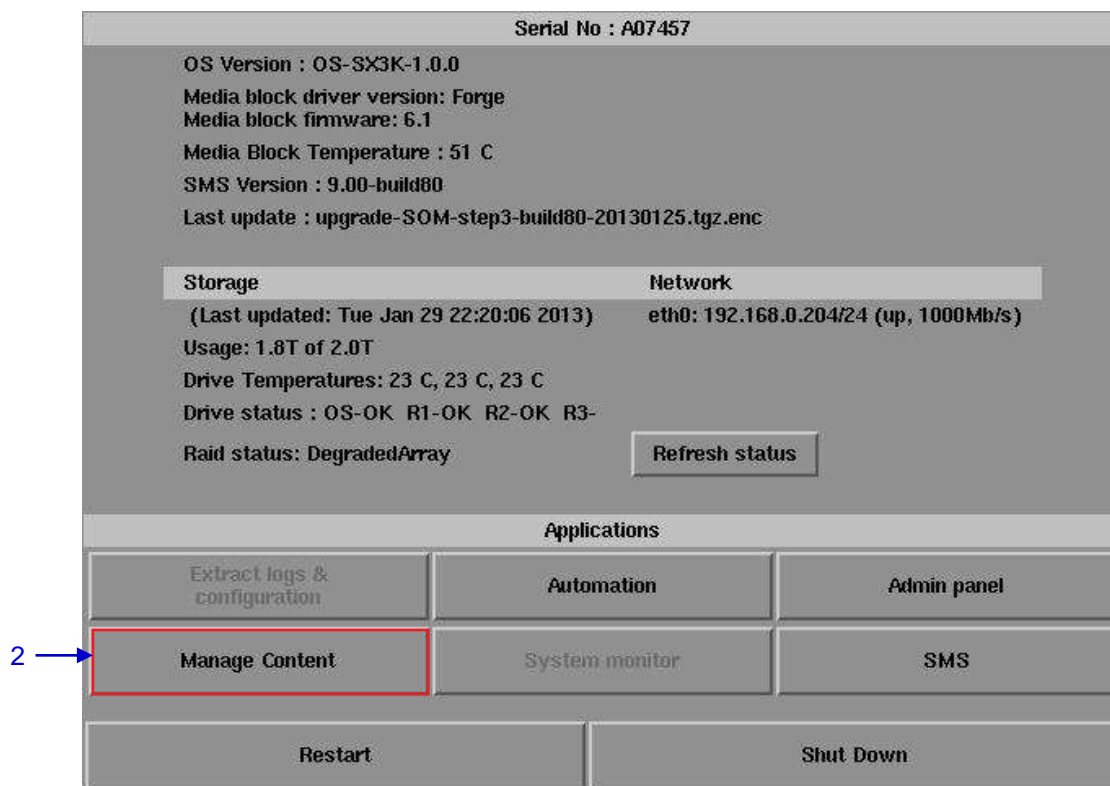 Serial No : A07457
OS Version : OS-SX3K-1.0.0
Media block driver version: Forge
Media block firmware: 6.1
Media Block Temperature : 51 C
SMS Version : 9.00-build80
Last update : upgrade-SOM-step3-build80-20130125.tgz.enc
Storage Network
(Last updated: Tue Jan 29 22:20:06 2013) eth0: 192.168.0.204/24 (up, 1000Mb/s)
Usage: 1.8T of 2.0T
Drive Temperatures: 23 C, 23 C, 23 C
Drive status : OS-OK R1-OK R2-OK R3-
Raid status: DegradedArray Refresh status
Applications
Extract logs &
configuration
Automation
Admin panel
2
Manage Content
System monitor
SMS
Restart
Shut Down